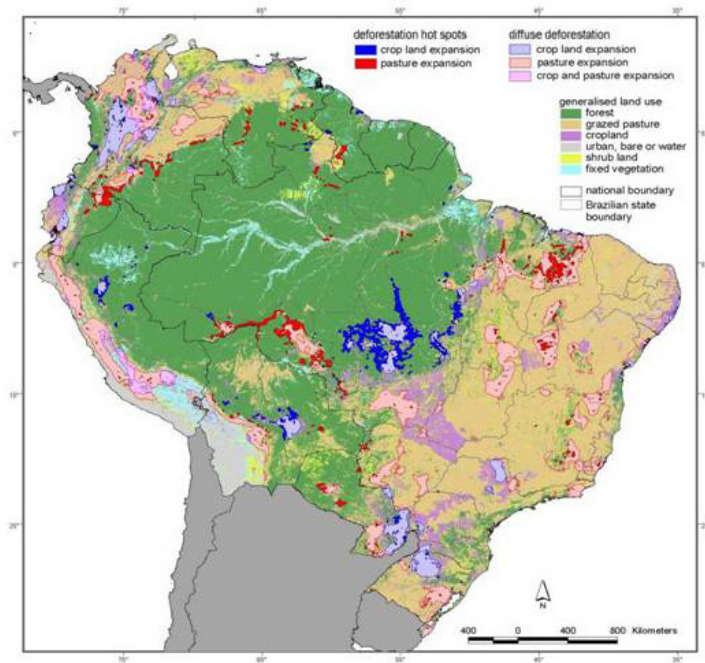 deforestation hot spots
crop land expansion
pasture expansion
diffuse deforestation
crop land expansion
pasture expansion
crop and pasture expansion
generalised land use
forest
grazed pasture
cropland
urban, bare or water
shrub land
fixed vegetation
national boundary
Brazilian state
boundary
N
400 0 400 800 Kilometers